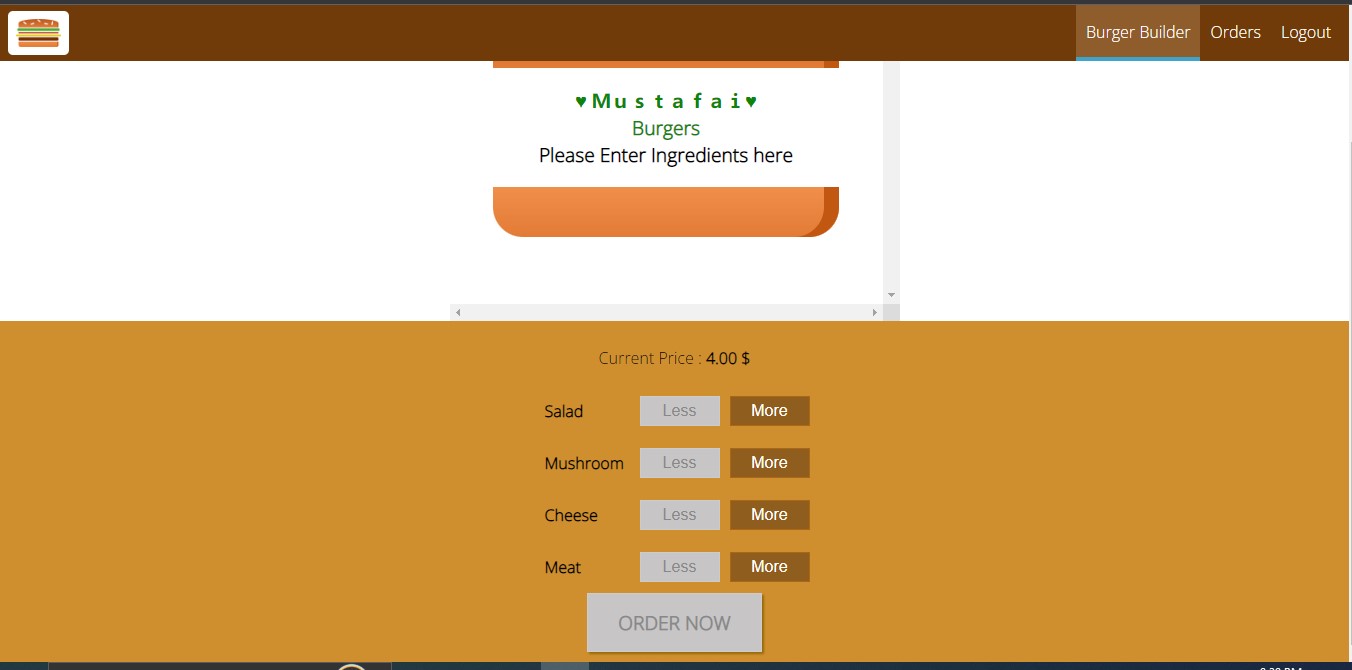 Burger Builder Orders Logout
♥M u s t a f a i♥
Burgers
Please Enter Ingredients here
Current Price : 4.00 $
Salad Less More
Mushroom Less More
Cheese Less More
Meat Less More
ORDER NOW